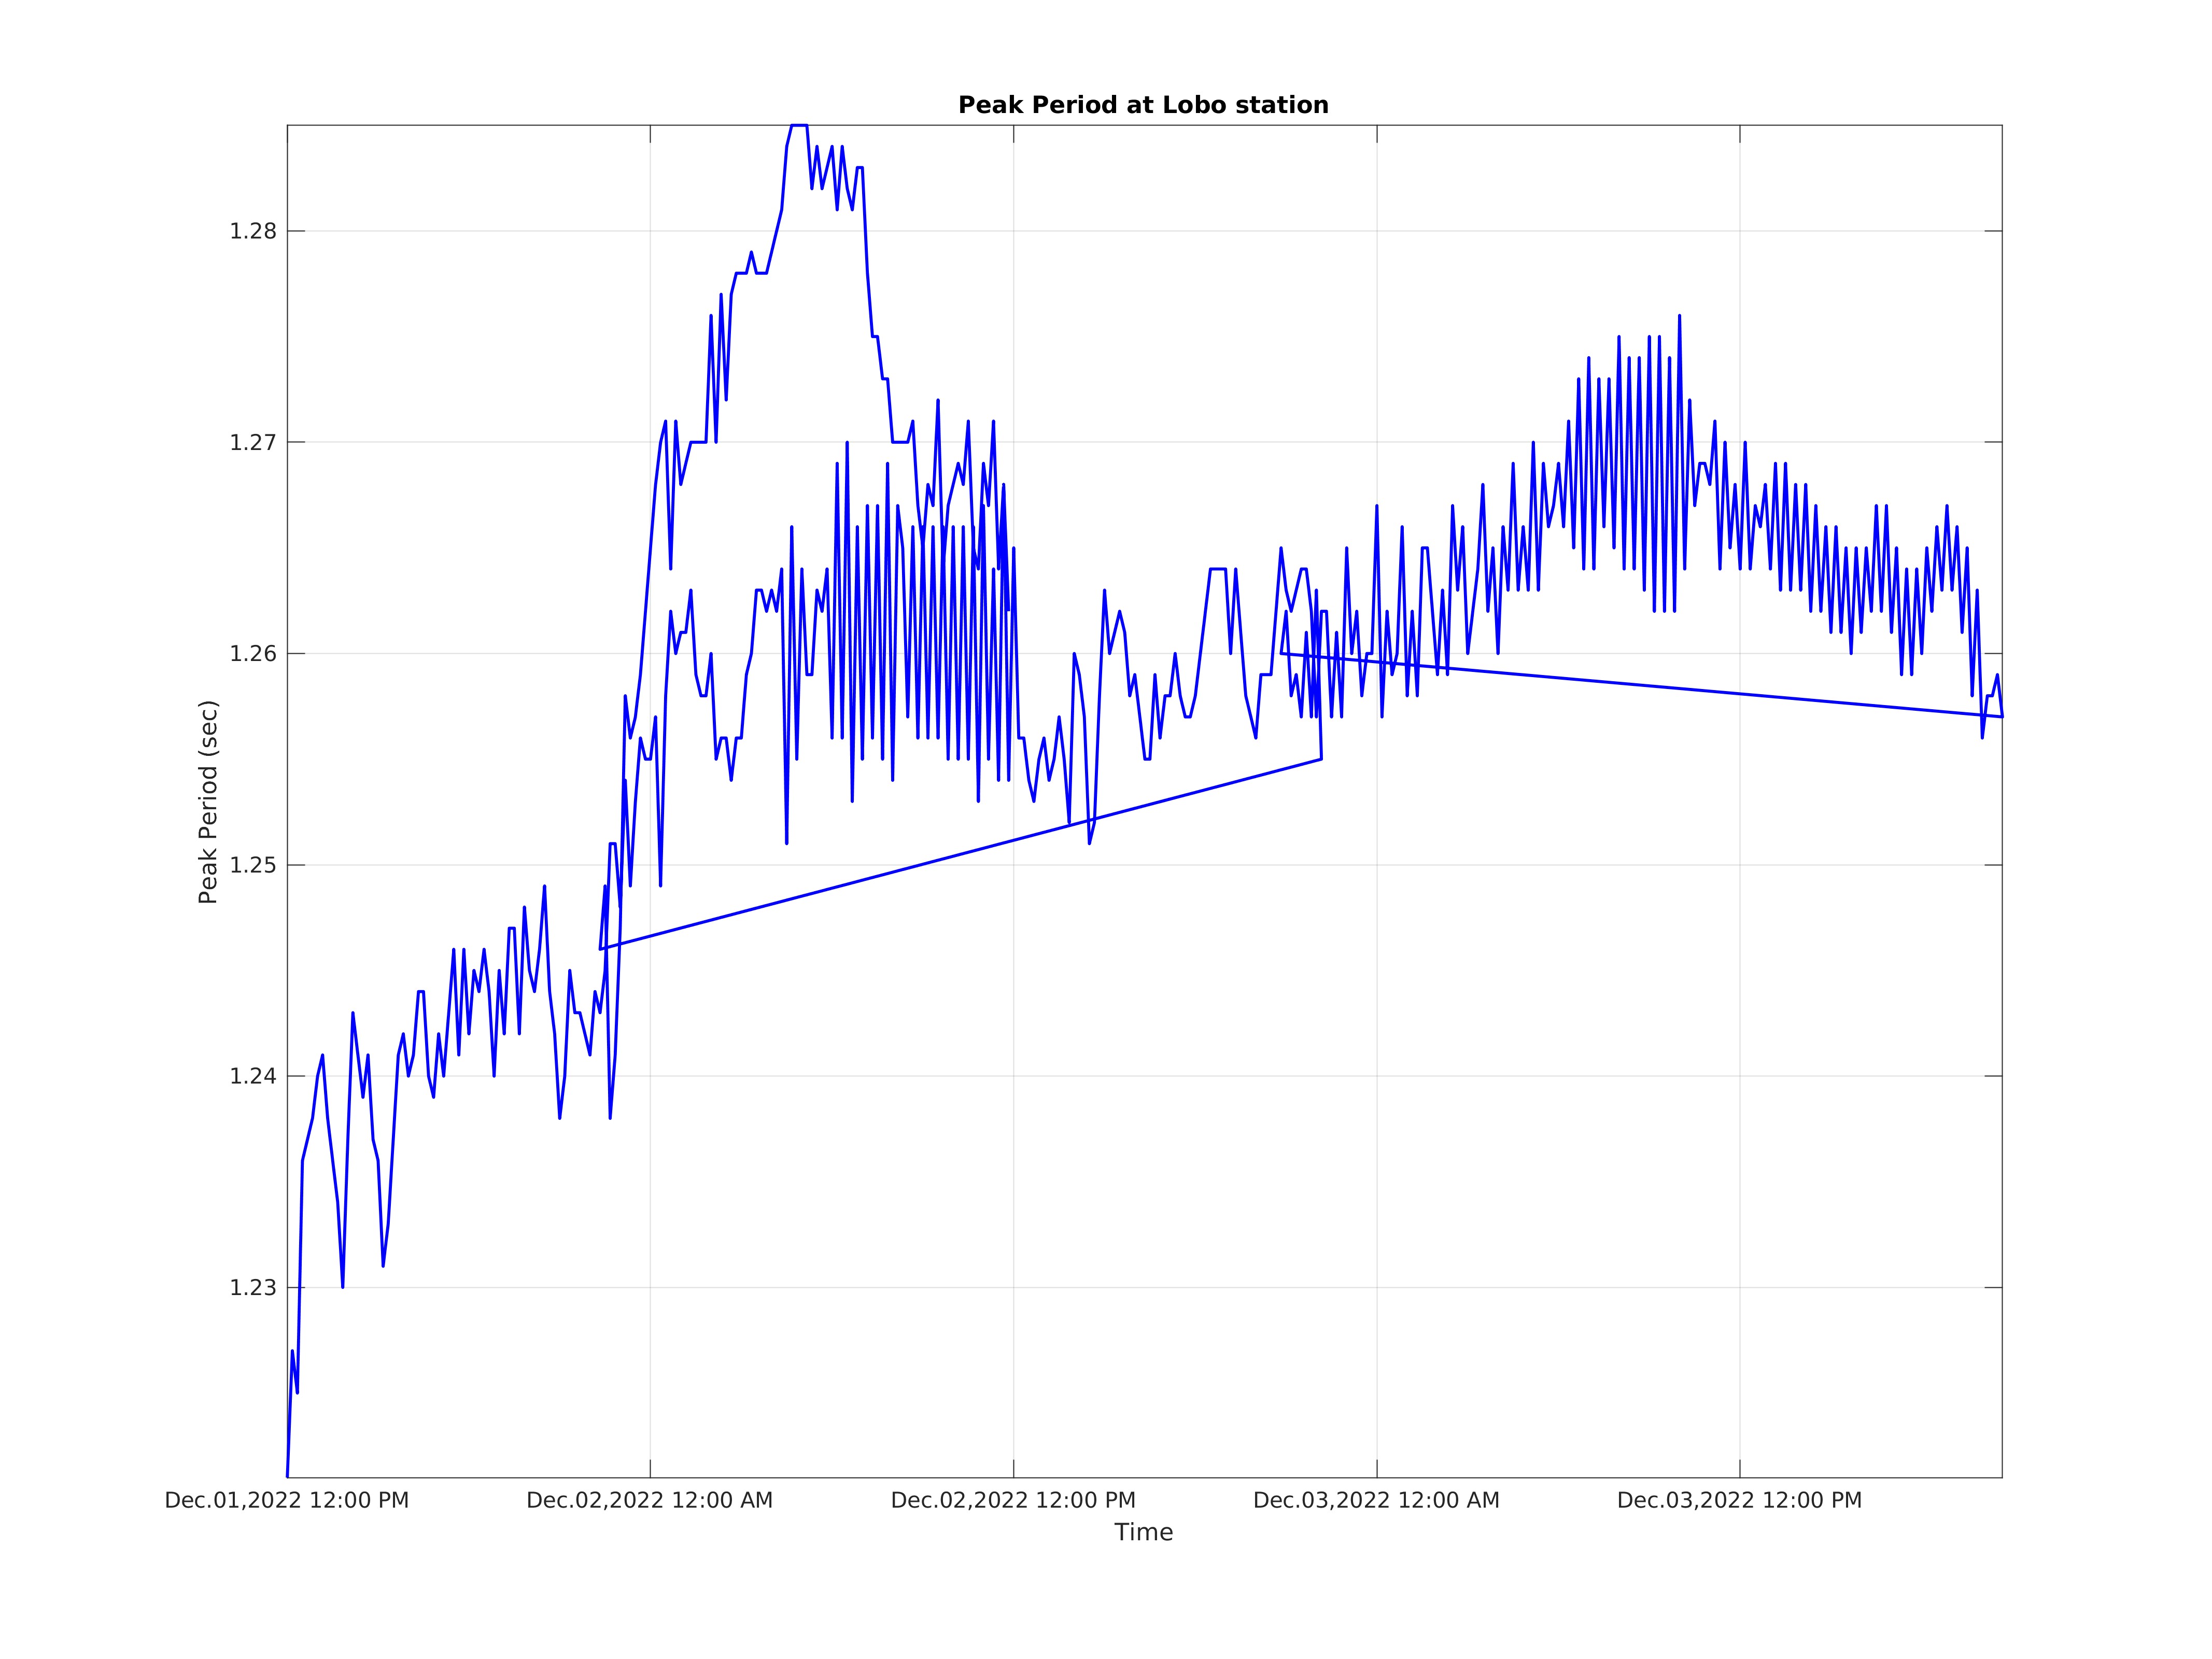 Peak Period at Lobo station
Peak Period (sec)
1.28
1.27
1.26
1.25
1.24
1.23
Dec.01,2022 12:00 PM Dec.02,2022 12:00 AM Dec.02,2022 12:00 PM Dec.03,2022 12:00 AM Dec.03,2022 12:00 PM
Time